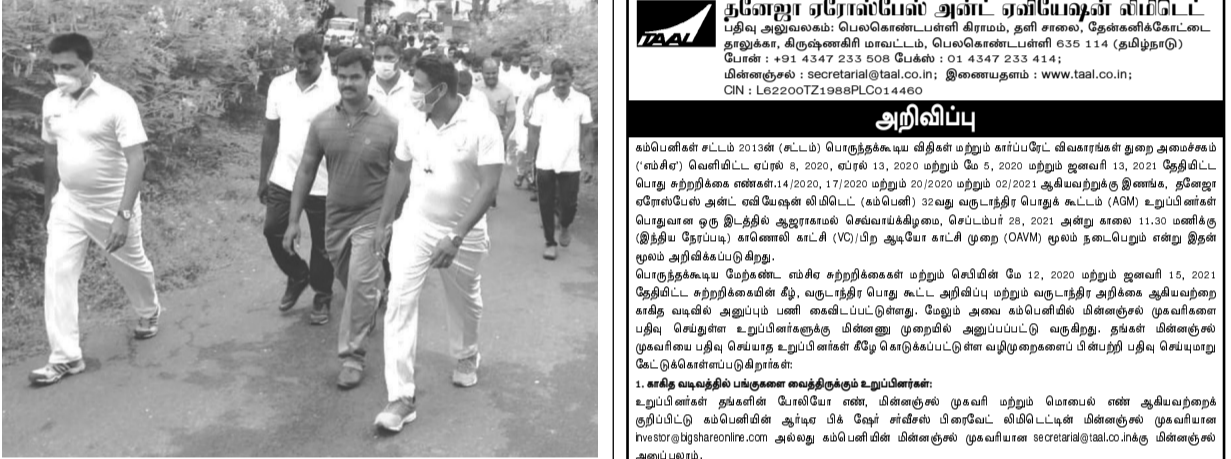 TAAL
தனேஜா ஏரோஸ்பேஸ் அன்ட் ஏவியேஷன் லிமிடெட்
பதிவு அலுவலகம்: பெலகொண்டபள்ளி கிராமம், தளி சாலை, தேன்கனிக்கோட்டை
தாலுக்கா, கிருஷ்ணகிரி மாவட்டம், பெலகொண்டபள்ளி 635 114 (தமிழ்நாடு)
போன் : +91 4347 233 508 பேக்ஸ் : 01 4347 233 414;
மின்னஞ்சல் : secretarial@taal.co.in; இணையதளம் : www.taal.co.in;
CIN : L62200TZ1988PLC014460
அறிவிப்பு
கம்பெனிகள் சட்டம் 2013ன் (சட்டம்) பொருந்தக்கூடிய விதிகள் மற்றும் கார்ப்பரேட் விவகாரங்கள் துறை அமைச்சகம்
('எம்சிஏ') வெளியிட்ட ஏப்ரல் 8, 2020, ஏப்ரல் 13, 2020 மற்றும் மே 5, 2020 மற்றும் ஜனவரி 13, 2021 தேதியிட்ட
பொது சுற்றறிக்கை எண்கள்.14/2020, 17/2020 மற்றும் 20/2020 மற்றும் 02/2021 ஆகியவற்றுக்கு இணங்க, தனேஜா
ஏரோஸ்பேஸ் அன்ட் ஏவியேஷன் லிமிடெட் (கம்பெனி) 32வது வருடாந்திர பொதுக் கூட்டம் (AGM) உறுப்பினர்கள்
பொதுவான ஒரு இடத்தில் ஆஜராகாமல் செவ்வாய்க்கிழமை, செப்டம்பர் 28, 2021 அன்று காலை 11.30 மணிக்கு
(இந்திய நேரப்படி) காணொலி காட்சி (VC)/பிற ஆடியோ காட்சி முறை (OAVM) மூலம் நடைபெறும் என்று இதன்
மூலம் அறிவிக்கப்படுகிறது.
பொருந்தக்கூடிய மேற்கண்ட எம்சிஏ சுற்றறிக்கைகள் மற்றும் செபியின் மே 12, 2020 மற்றும் ஜனவரி 15, 2021
தேதியிட்ட சுற்றறிக்கையின் கீழ், வருடாந்திர பொது கூட்ட அறிவிப்பு மற்றும் வருடாந்திர அறிக்கை ஆகியவற்றை
காகித வடிவில் அனுப்பும் பணி கைவிடப்பட்டுள்ளது. மேலும் அவை கம்பெனியில் மின்னஞ்சல் முகவரிகளை
பதிவு செய்துள்ள உறுப்பினர்களுக்கு மின்னணு முறையில் அனுப்பப்பட்டு வருகிறது. தங்கள் மின்னஞ்சல்
முகவரியை பதிவு செய்யாத உறுப்பினர்கள் கீழே கொடுக்கப்பட்டுள்ள வழிமுறைகளைப் பின்பற்றி பதிவு செய்யுமாறு
கேட்டுக்கொள்ளப்படுகிறார்கள்:
1. காகித வடிவத்தில் பங்குகளை வைத்திருக்கும் உறுப்பினர்கள்:
உறுப்பினர்கள் தங்களின் போலியோ எண், மின்னஞ்சல் முகவரி மற்றும் மொபைல் எண் ஆகியவற்றைக்
குறிப்பிட்டு கம்பெனியின் ஆர்டிஏ பிக் ஷேர் சர்வீசஸ் பிரைவேட் லிமிடெட்டின் மின்னஞ்சல் முகவரியான
investor@bigshareonline.com அல்லது கம்பெனியின் மின்னஞ்சல் முகவரியான secretarial@taal.co.inக்கு மின்னஞ்சல்
அனுப்பலாம்.